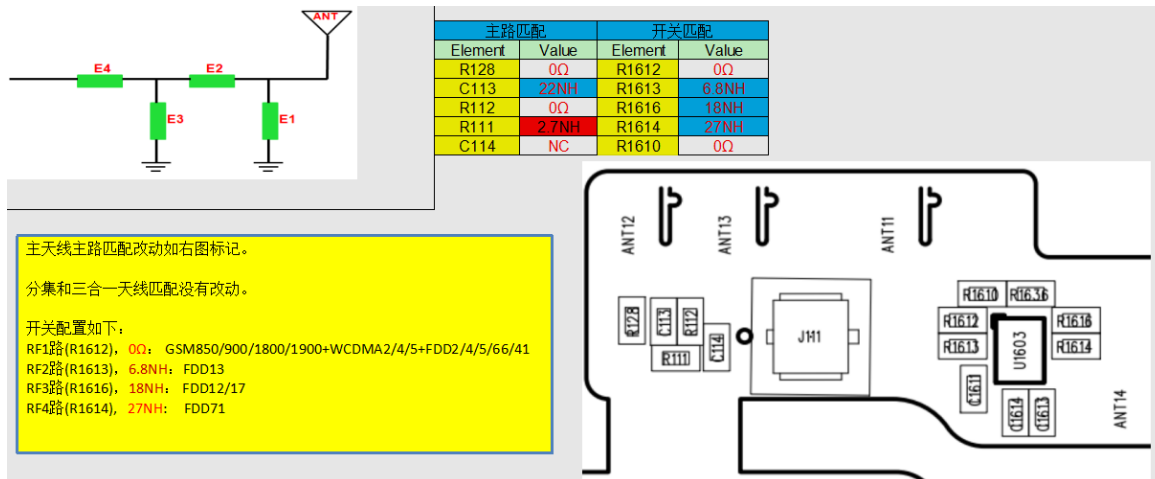 ANT
E4
E2
E3
E1
主路匹配 开关匹配
Element Value Element Value
R128 0Ω R1612 0Ω
C113 22NH R1613 6.8NH
R112 0Ω R1616 18NH
R111 2.7NH R1614 27NH
C114 NC R1610 0Ω
主天线主路匹配改动如右图标记。
分集和三合一天线匹配没有改动。
开关配置如下：
RF1路(R1612)，0Ω： GSM850/900/1800/1900+WCDMA2/4/5+FDD2/4/5/66/41
RF2路(R1613)，6.8NH：FDD13
RF3路(R1616)，18NH： FDD12/17
RF4路(R1614)，27NH： FDD71
ANT12
ANT13
ANT11
R1610
R1636
R128
C113
R112
C114
R111
J141
R1612
R1613
U1603
R1616
R1614
C1611
C1614
C1613
ANT14